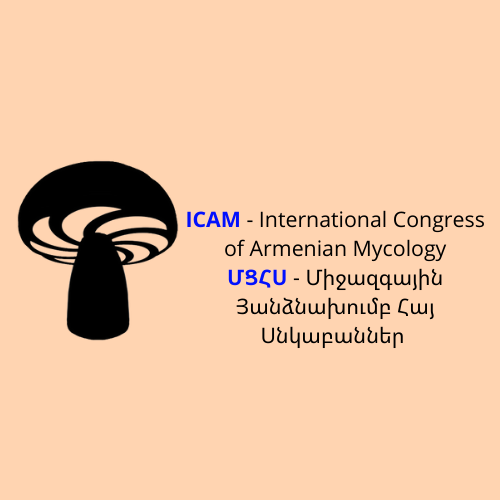 ICAM - International Congress
of Armenian Mycology
ՄՅՀՍ - Միջազգային
Յանձնախումբ Հայ
Սնկաբաններ